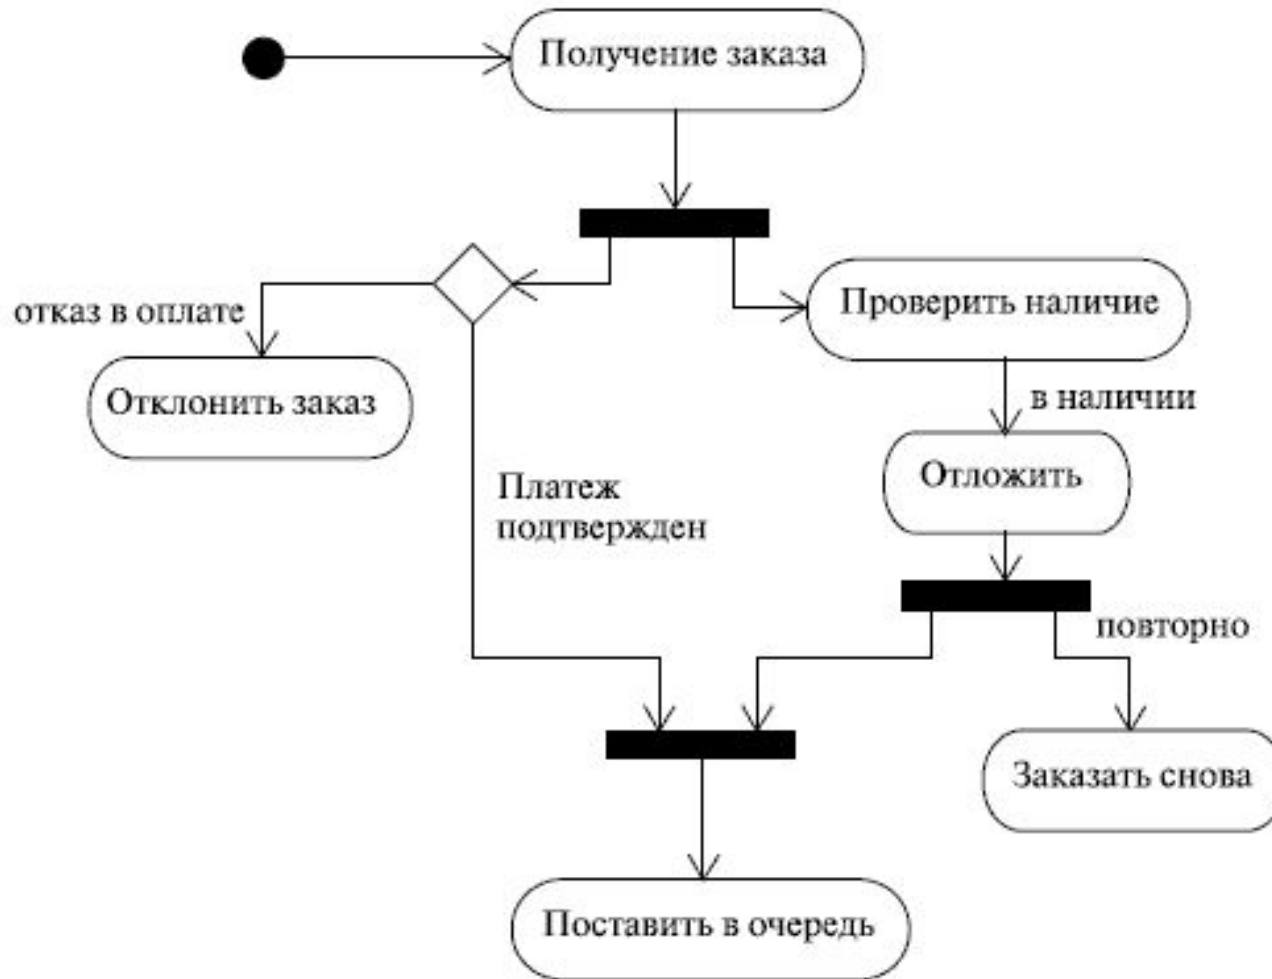 Получение заказа
отказ в оплате
Проверить наличие
Отклонить заказ
в наличии
Отложить
Платеж
подтвержден
повторно
Заказать снова
Поставить в очередь